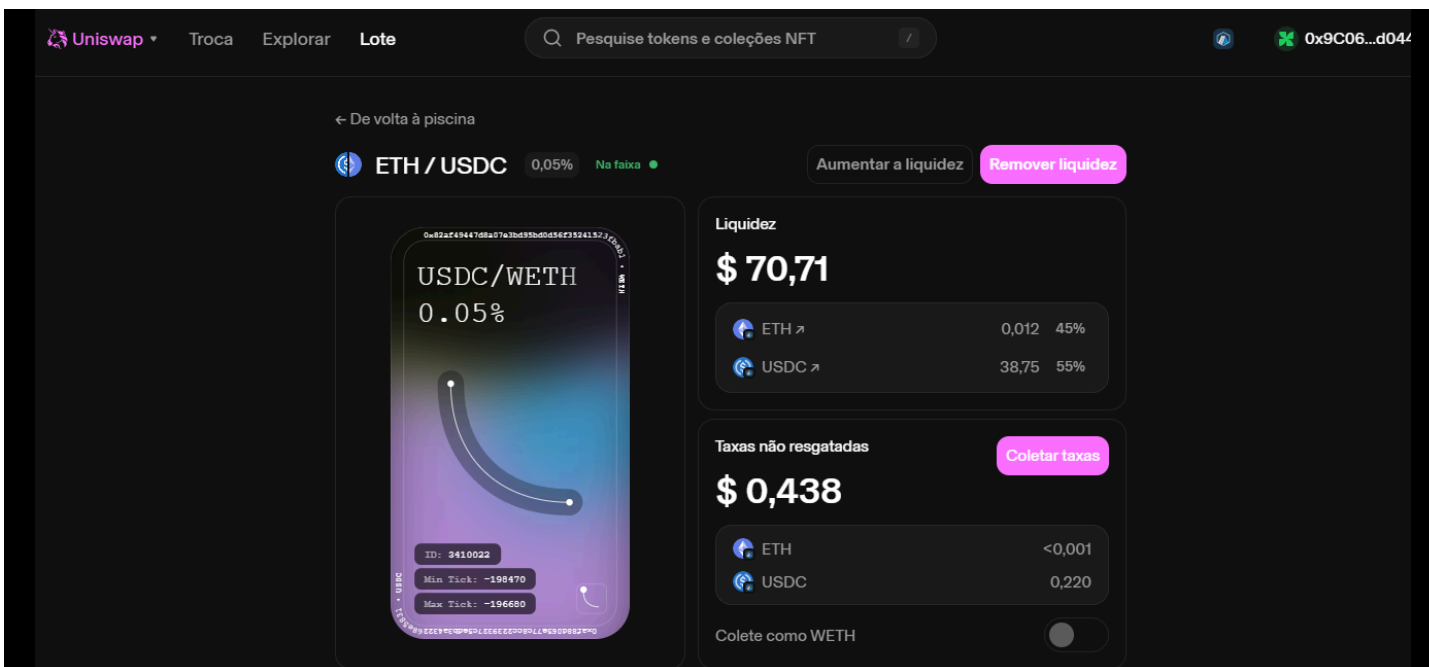 Uniswap Troca Explorar Lote Pesquise tokens e coleções NFT / 0x9C06...d044
← De volta à piscina
ETH / USDC 0,05% Na faixa Aumentar a liquidez Remover liquidez
USDC/WETH
0.05%
ID: 3410022
Min Tick: -198470
Max Tick: -196680
Liquidez
$ 70,71
ETH ↗ 0,012 45%
USDC ↗ 38,75 55%
Taxas não resgatadas
Coletar taxas
$ 0,438
ETH <0,001
USDC 0,220
Colete como WETH